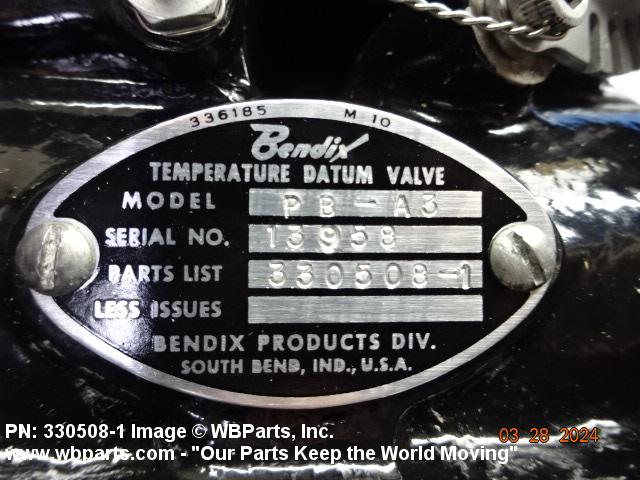 336185 M 10
Bendix
TEMPERATURE DATUM VALVE
MODEL PB-A3
SERIAL NO. 13958
PARTS LIST 330508-1
LESS ISSUES
BENDIX PRODUCTS DIV.
SOUTH BEND, IND., U.S.A.
PN: 330508-1 Image © WBParts, Inc.
03 28 2024
www.wbparts.com - "Our Parts Keep the World Moving"